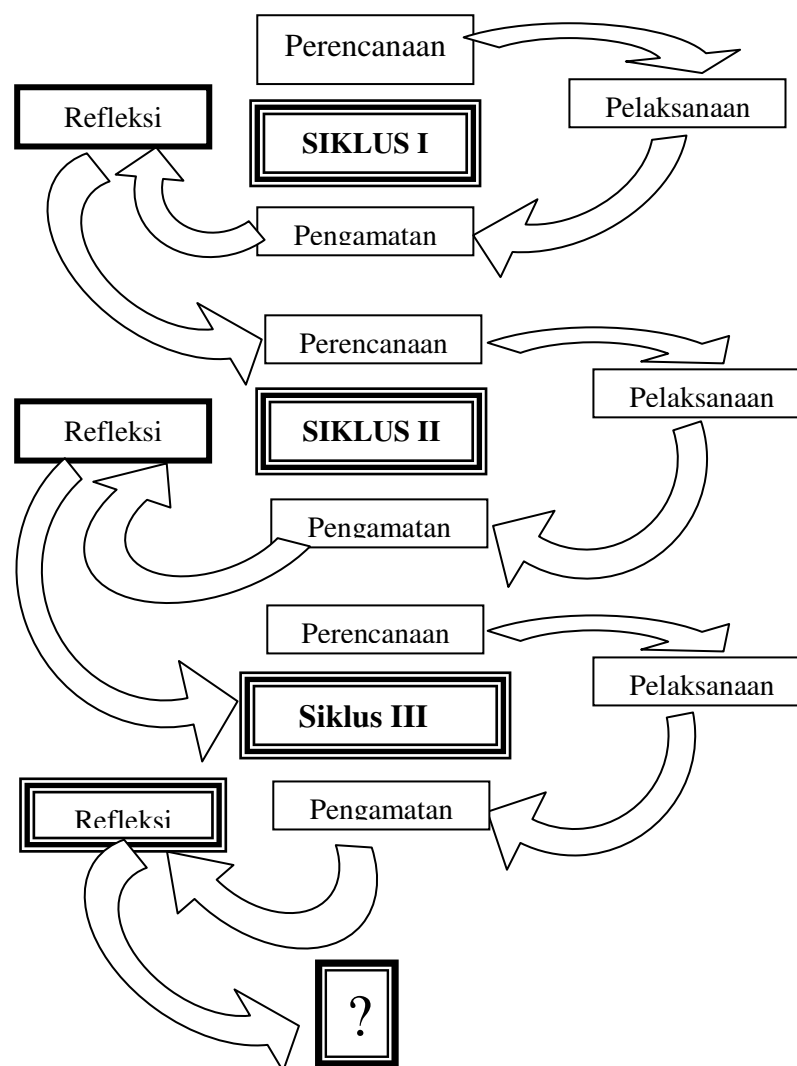 Perencanaan
Pelaksanaan
Refleksi
SIKLUS I
Pengamatan
Perencanaan
Pelaksanaan
Refleksi
SIKLUS II
Pengamatan
Perencanaan
Pelaksanaan
Siklus III
Pengamatan
Refleksi
?